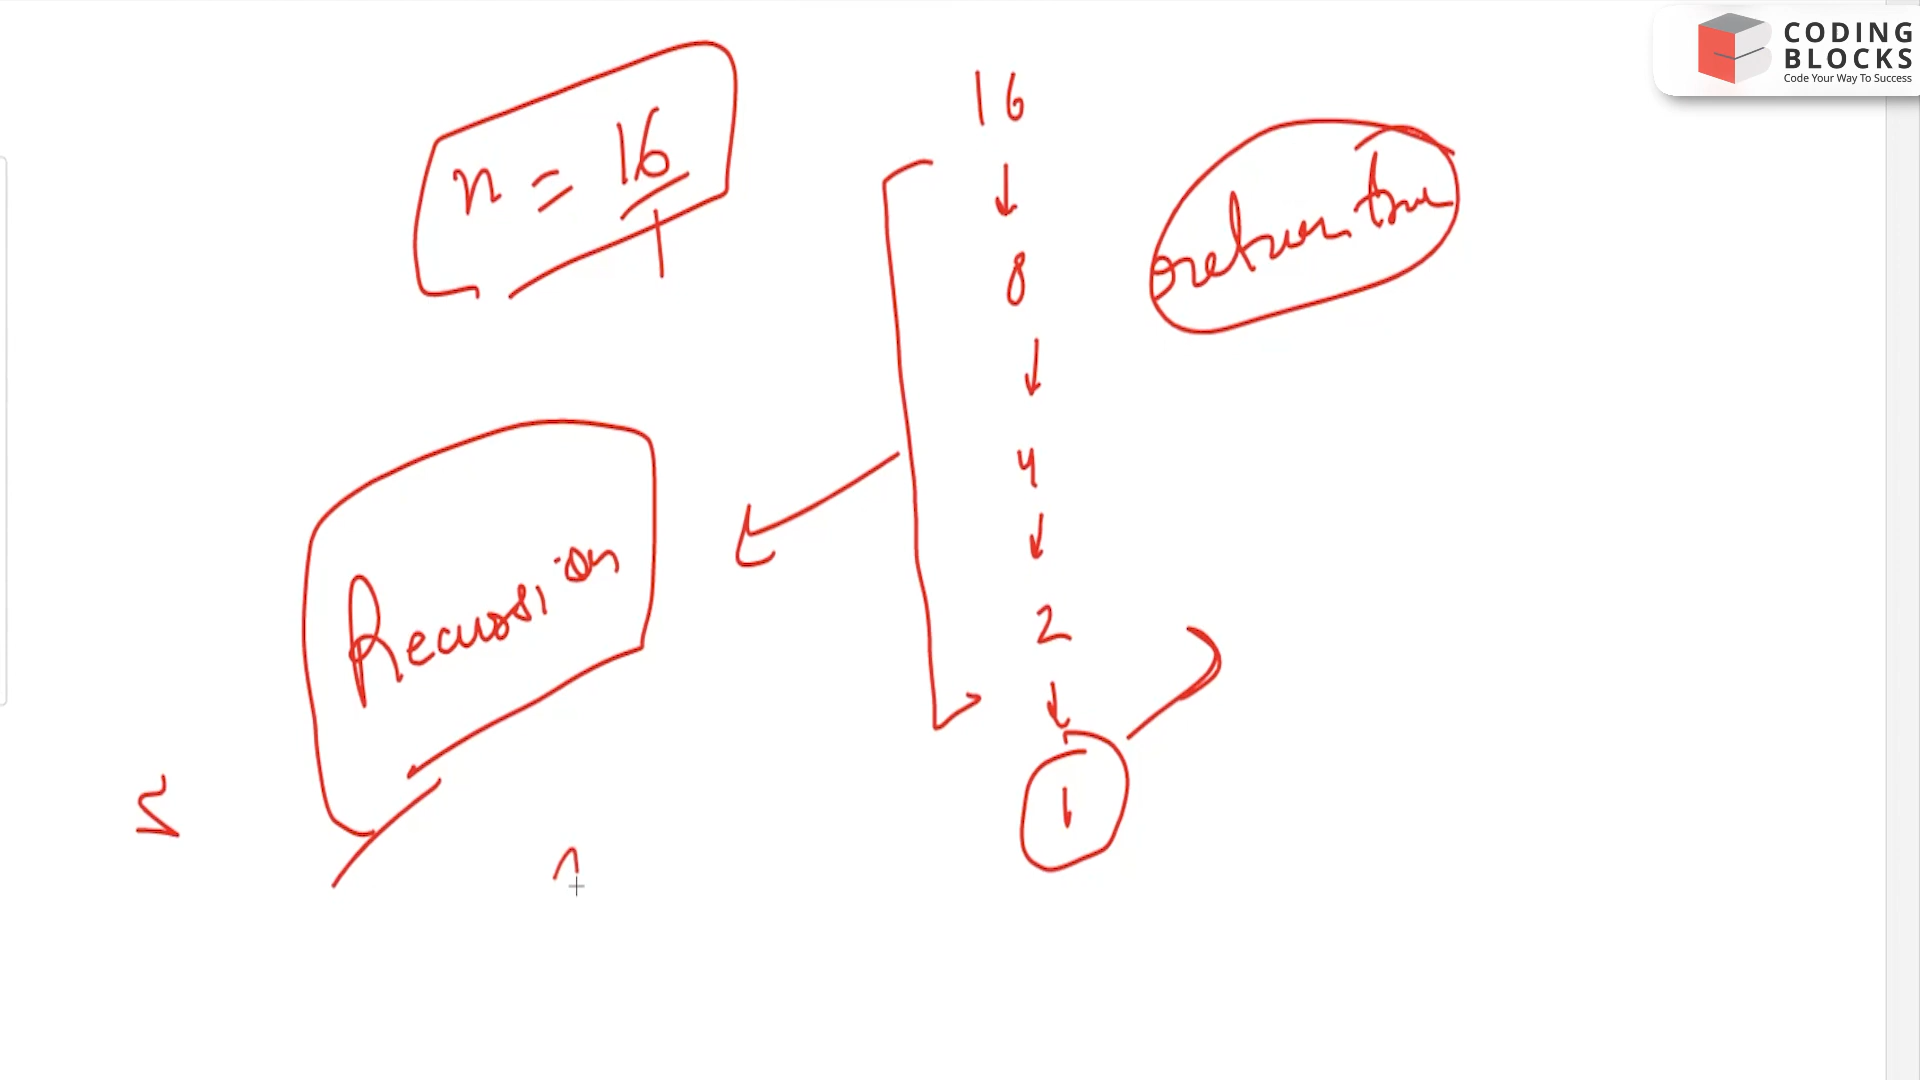 CODING
BLOCKS
Code Your Way To Success
n = 16
16
8
4
2
1
return true
Recursion